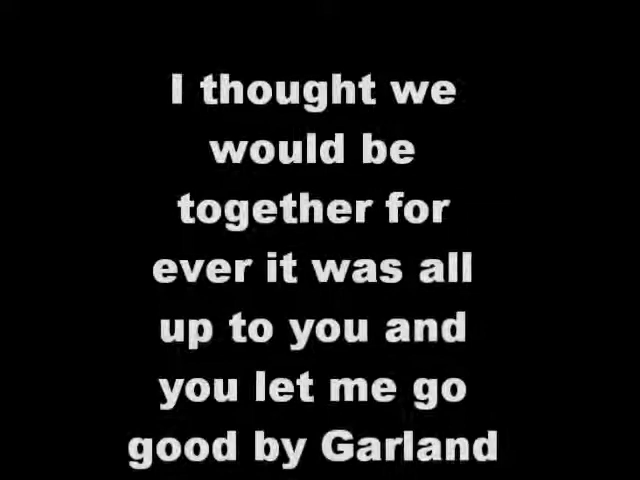 I thought we
would be
together for
ever it was all
up to you and
you let me go
good by Garland